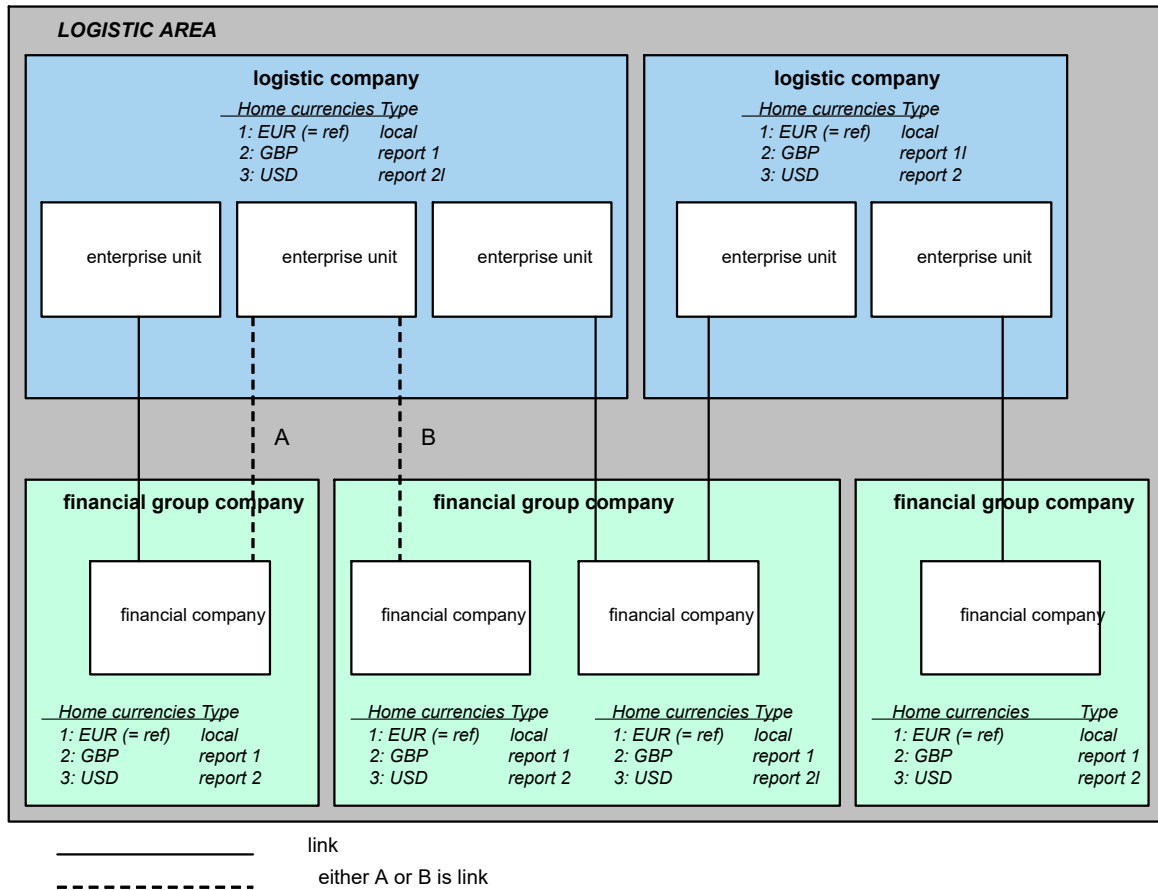 LOGISTIC AREA
logistic company
Home currencies Type
1: EUR (= ref) local
2: GBP report 1
3: USD report 2l
enterprise unit
enterprise unit
enterprise unit
logistic company
Home currencies Type
1: EUR (= ref) local
2: GBP report 1l
3: USD report 2
enterprise unit
enterprise unit
A
B
financial group company
financial company
Home currencies Type
1: EUR (= ref) local
2: GBP report 1
3: USD report 2
financial group company
financial company
financial company
Home currencies Type
1: EUR (= ref) local
2: GBP report 1
3: USD report 2
Home currencies Type
1: EUR (= ref) local
2: GBP report 1
3: USD report 2l
financial group company
financial company
Home currencies Type
1: EUR (= ref) local
2: GBP report 1
3: USD report 2
link
either A or B is link